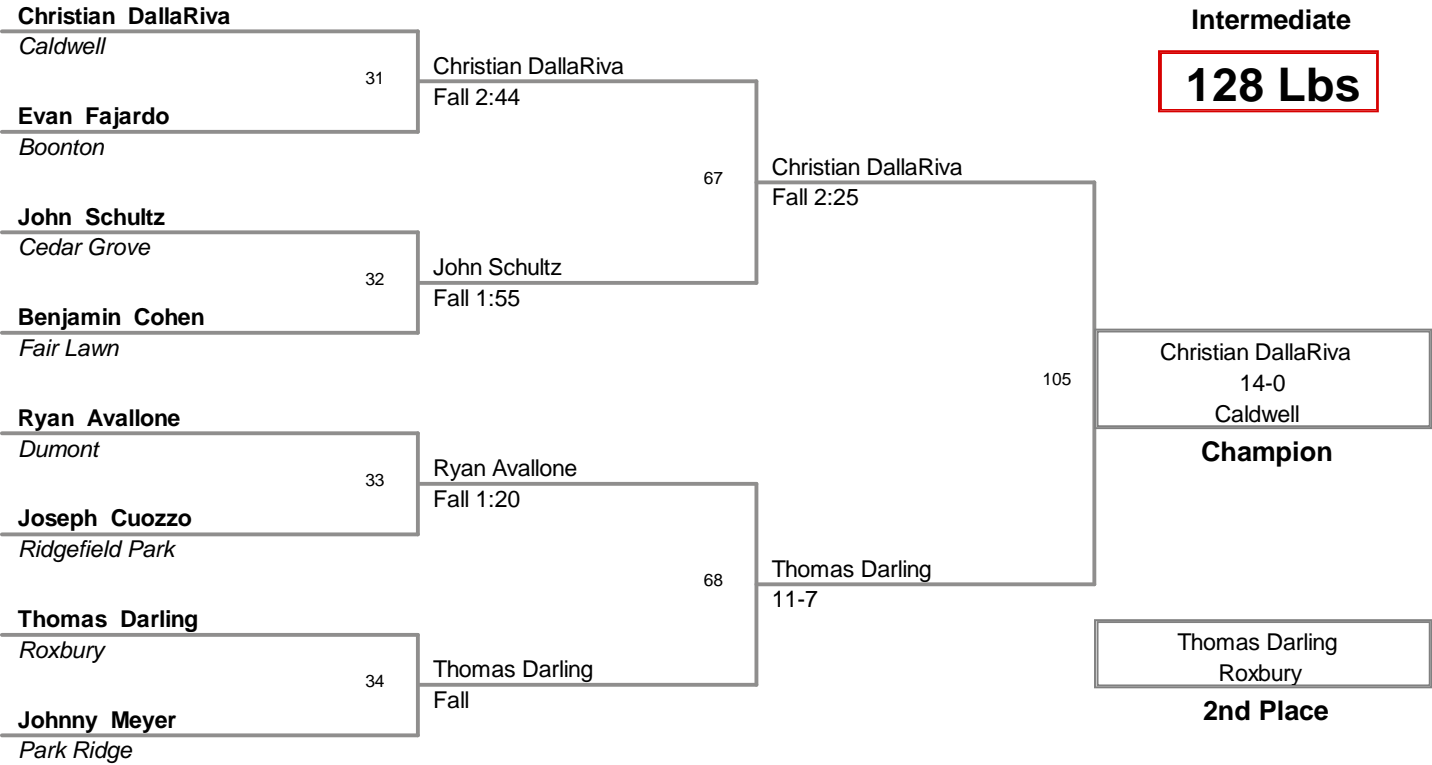 Christian DallaRiva
Caldwell
Evan Fajardo
Boonton
John Schultz
Cedar Grove
Benjamin Cohen
Fair Lawn
Ryan Avallone
Dumont
Joseph Cuozzo
Ridgefield Park
Thomas Darling
Roxbury
Johnny Meyer
Park Ridge
31
32
33
34
Christian DallaRiva
Fall 2:44
John Schultz
Fall 1:55
Ryan Avallone
Fall 1:20
Thomas Darling
Fall
67
68
Christian DallaRiva
Fall 2:25
Thomas Darling
11-7
105
Intermediate
128 Lbs
Christian DallaRiva
14-0
Caldwell
Champion
Thomas Darling
Roxbury
2nd Place